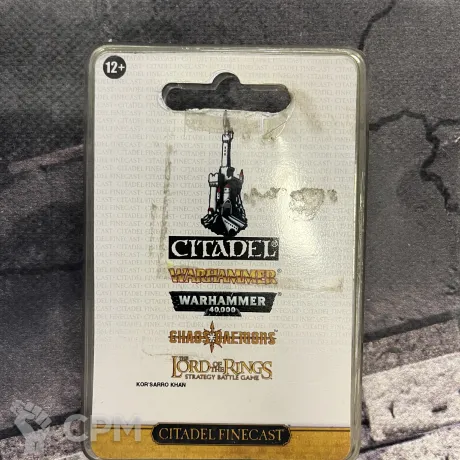 12+
CITADEL®
WARHAMMER®
WARHAMMER
40,000
CHAOS DAEMONS
THE
LORD OF THE RINGS
STRATEGY BATTLE GAME
KOR'SARRO KHAN
CITADEL FINECAST™
CPM